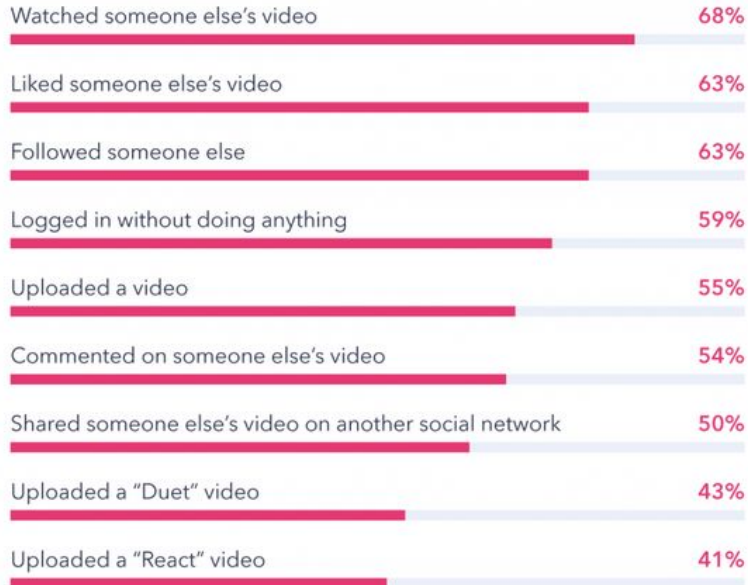 Watched someone else’s video 68%
Liked someone else’s video 63%
Followed someone else 63%
Logged in without doing anything 59%
Uploaded a video 55%
Commented on someone else’s video 54%
Shared someone else’s video on another social network 50%
Uploaded a “Duet” video 43%
Uploaded a “React” video 41%